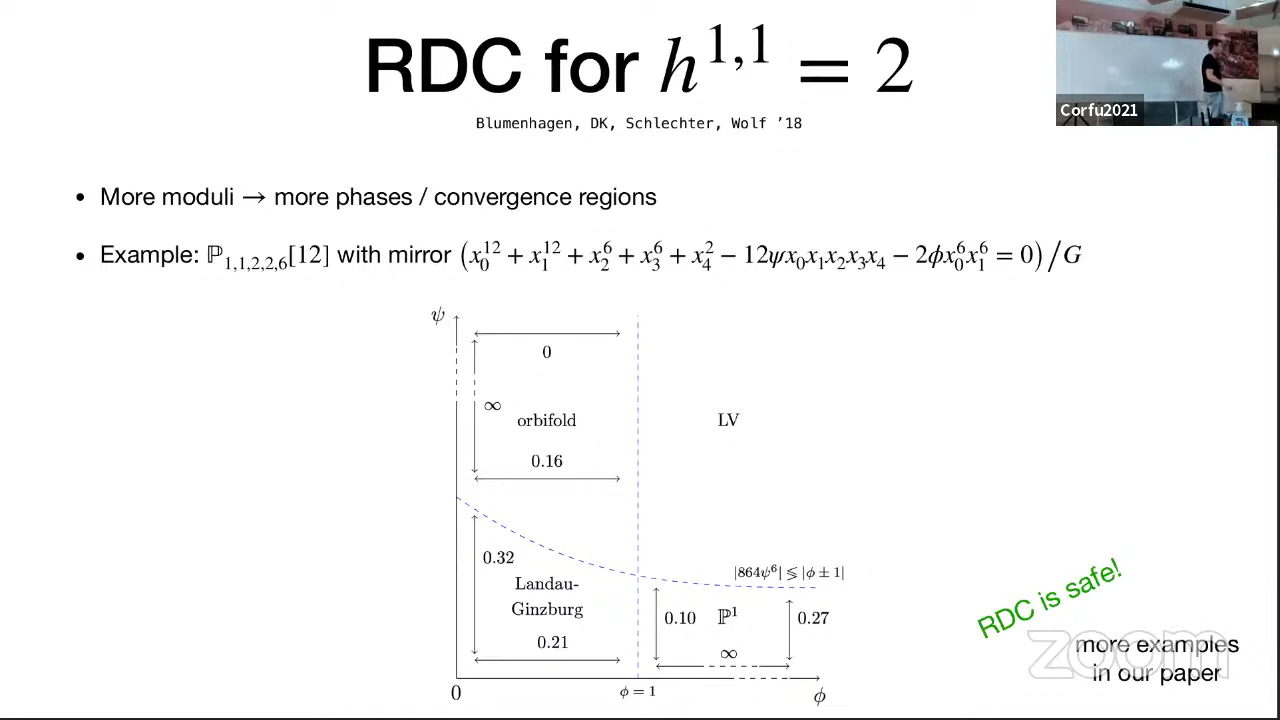 RDC for h^{1,1} = 2
Blumenhagen, DK, Schlechter, Wolf '18
Corfu2021
• More moduli → more phases / convergence regions
• Example: ℙ_{1,1,2,2,6}[12] with mirror (x_0^{12} + x_1^{12} + x_2^6 + x_3^6 + x_4^2 − 12ψx_0x_1x_2x_3x_4 − 2ϕx_0^6x_1^6 = 0)/G
ψ
0
∞
orbifold
LV
0.16
0.32
Landau-
Ginzburg
0.21
|864ψ^6| ≶ |ϕ ± 1|
0.10
ℙ^1
0.27
∞
0
ϕ = 1
ϕ
RDC is safe!
more examples
in our paper
zoom